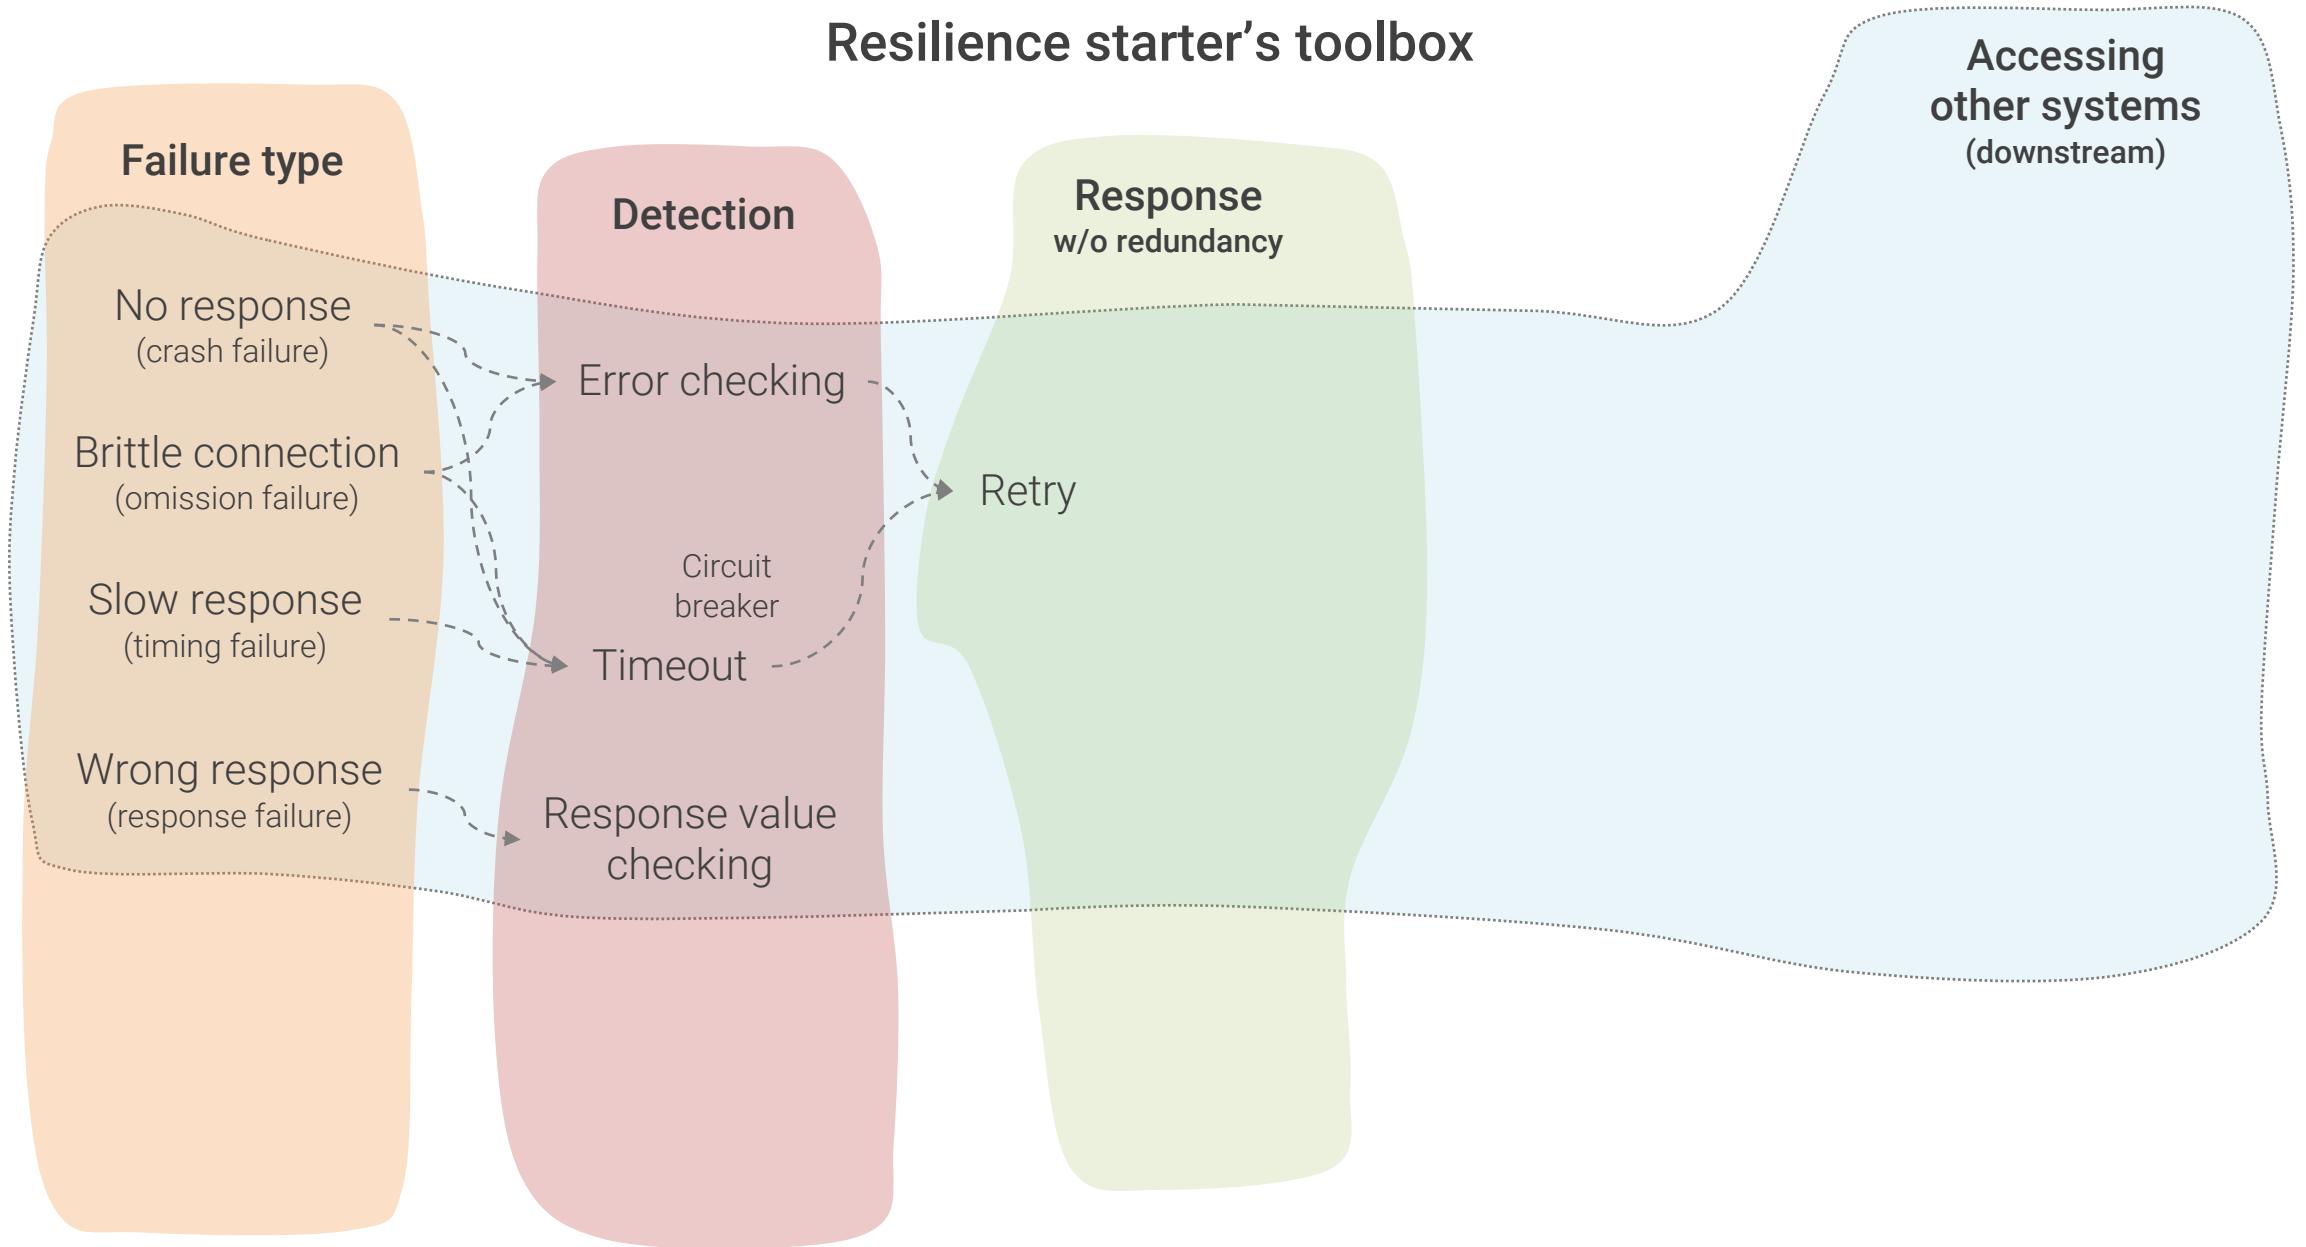 Resilience starter’s toolbox
Accessing
other systems
(downstream)
Failure type
No response
(crash failure)
Brittle connection
(omission failure)
Slow response
(timing failure)
Wrong response
(response failure)
Detection
Error checking
Circuit
breaker
Timeout
Response value
checking
Response
w/o redundancy
Retry